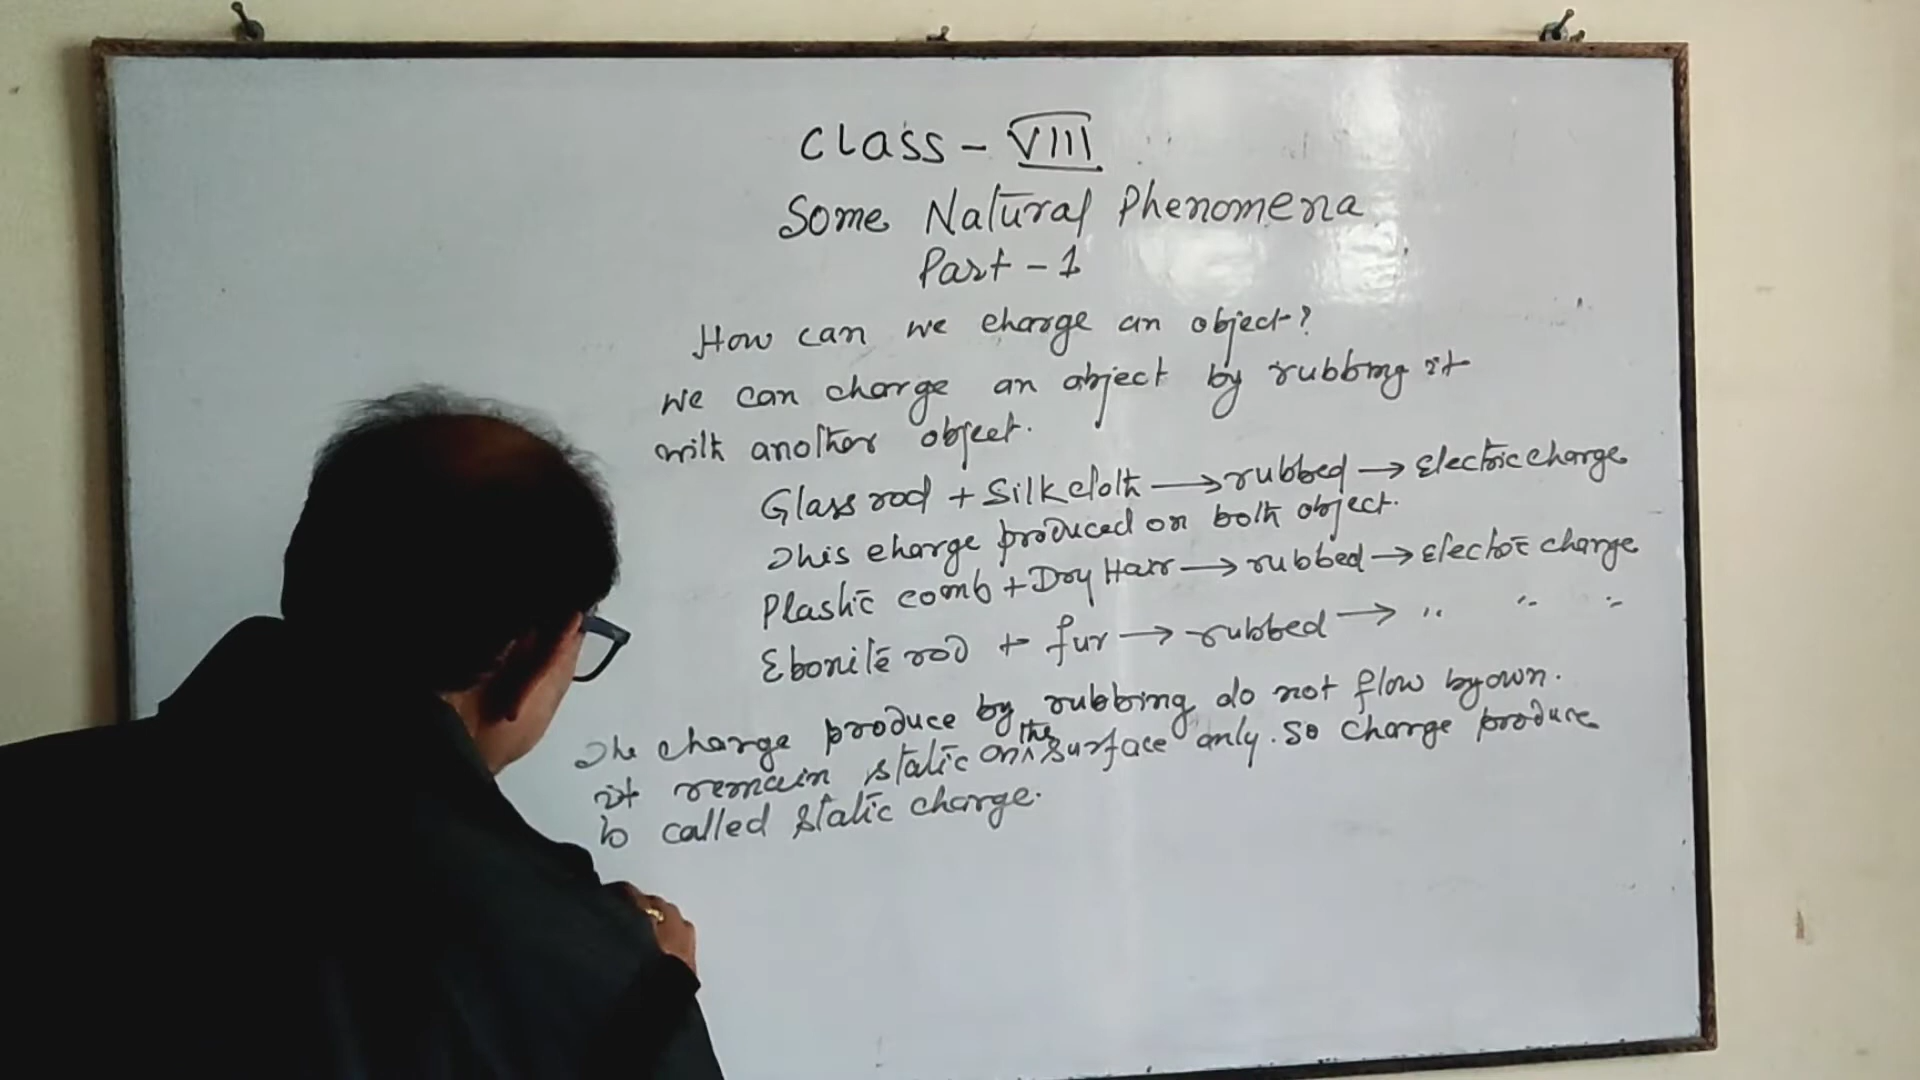 Class - VIII
Some Natural Phenomena
Part - 1
How can we charge an object?
we can charge an object by rubbing it
with another object.
Glass rod + Silk cloth → rubbed → Electric charge
This charge produced on both object.
Plastic comb + Dry Hair → rubbed → Electric charge
Ebonite rod + fur → rubbed → " " "
The charge produce by rubbing do not flow by own.
it remain static on the surface only. So charge produce
is called static charge.